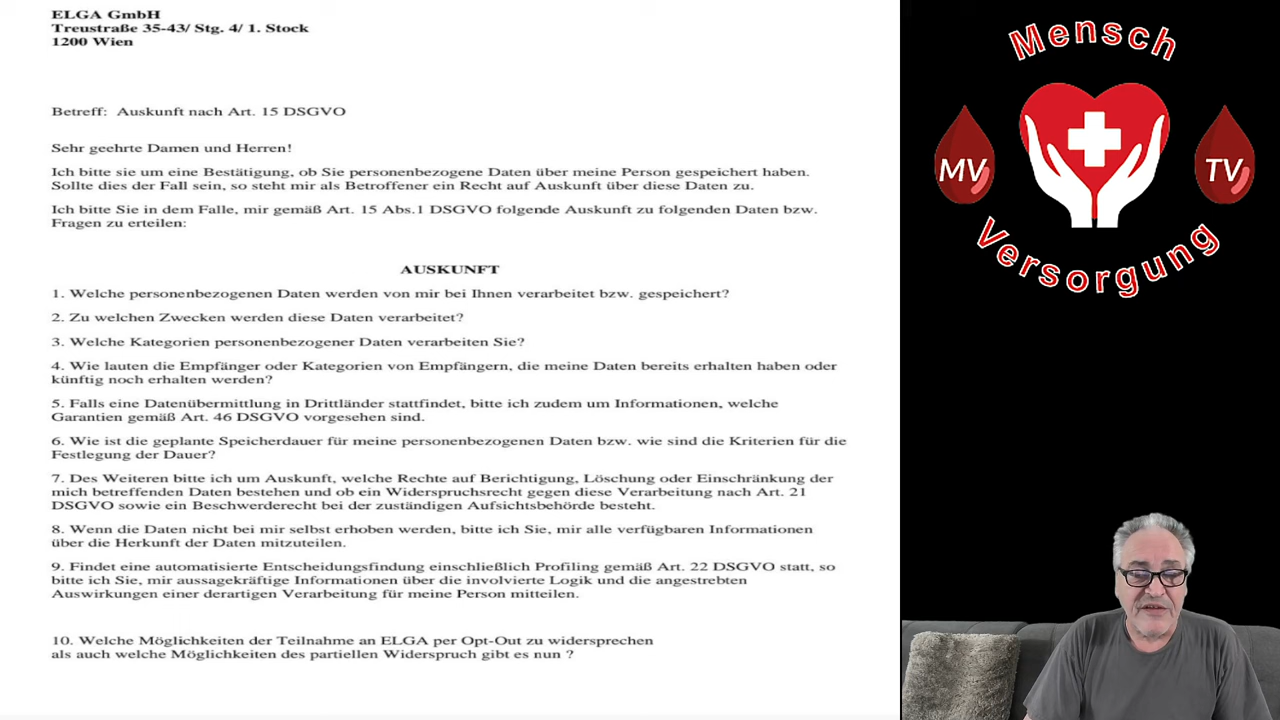 ELGA GmbH
Treustraße 35-43/ Stg. 4/ 1. Stock
1200 Wien
Betreff: Auskunft nach Art. 15 DSGVO
Sehr geehrte Damen und Herren!
Ich bitte sie um eine Bestätigung, ob Sie personenbezogene Daten über meine Person gespeichert haben.
Sollte dies der Fall sein, so steht mir als Betroffener ein Recht auf Auskunft über diese Daten zu.
Ich bitte Sie in dem Falle, mir gemäß Art. 15 Abs.1 DSGVO folgende Auskunft zu folgenden Daten bzw.
Fragen zu erteilen:
AUSKUNFT
1. Welche personenbezogenen Daten werden von mir bei Ihnen verarbeitet bzw. gespeichert?
2. Zu welchen Zwecken werden diese Daten verarbeitet?
3. Welche Kategorien personenbezogener Daten verarbeiten Sie?
4. Wie lauten die Empfänger oder Kategorien von Empfängern, die meine Daten bereits erhalten haben oder
künftig noch erhalten werden?
5. Falls eine Datenübermittlung in Drittländer stattfindet, bitte ich zudem um Informationen, welche
Garantien gemäß Art. 46 DSGVO vorgesehen sind.
6. Wie ist die geplante Speicherdauer für meine personenbezogenen Daten bzw. wie sind die Kriterien für die
Festlegung der Dauer?
7. Des Weiteren bitte ich um Auskunft, welche Rechte auf Berichtigung, Löschung oder Einschränkung der
mich betreffenden Daten bestehen und ob ein Widerspruchsrecht gegen diese Verarbeitung nach Art. 21
DSGVO sowie ein Beschwerderecht bei der zuständigen Aufsichtsbehörde besteht.
8. Wenn die Daten nicht bei mir selbst erhoben werden, bitte ich Sie, mir alle verfügbaren Informationen
über die Herkunft der Daten mitzuteilen.
9. Findet eine automatisierte Entscheidungsfindung einschließlich Profiling gemäß Art. 22 DSGVO statt, so
bitte ich Sie, mir aussagekräftige Informationen über die involvierte Logik und die angestrebten
Auswirkungen einer derartigen Verarbeitung für meine Person mitteilen.
10. Welche Möglichkeiten der Teilnahme an ELGA per Opt-Out zu widersprechen
als auch welche Möglichkeiten des partiellen Widerspruch gibt es nun ?
Mensch
MV
TV
Versorgung